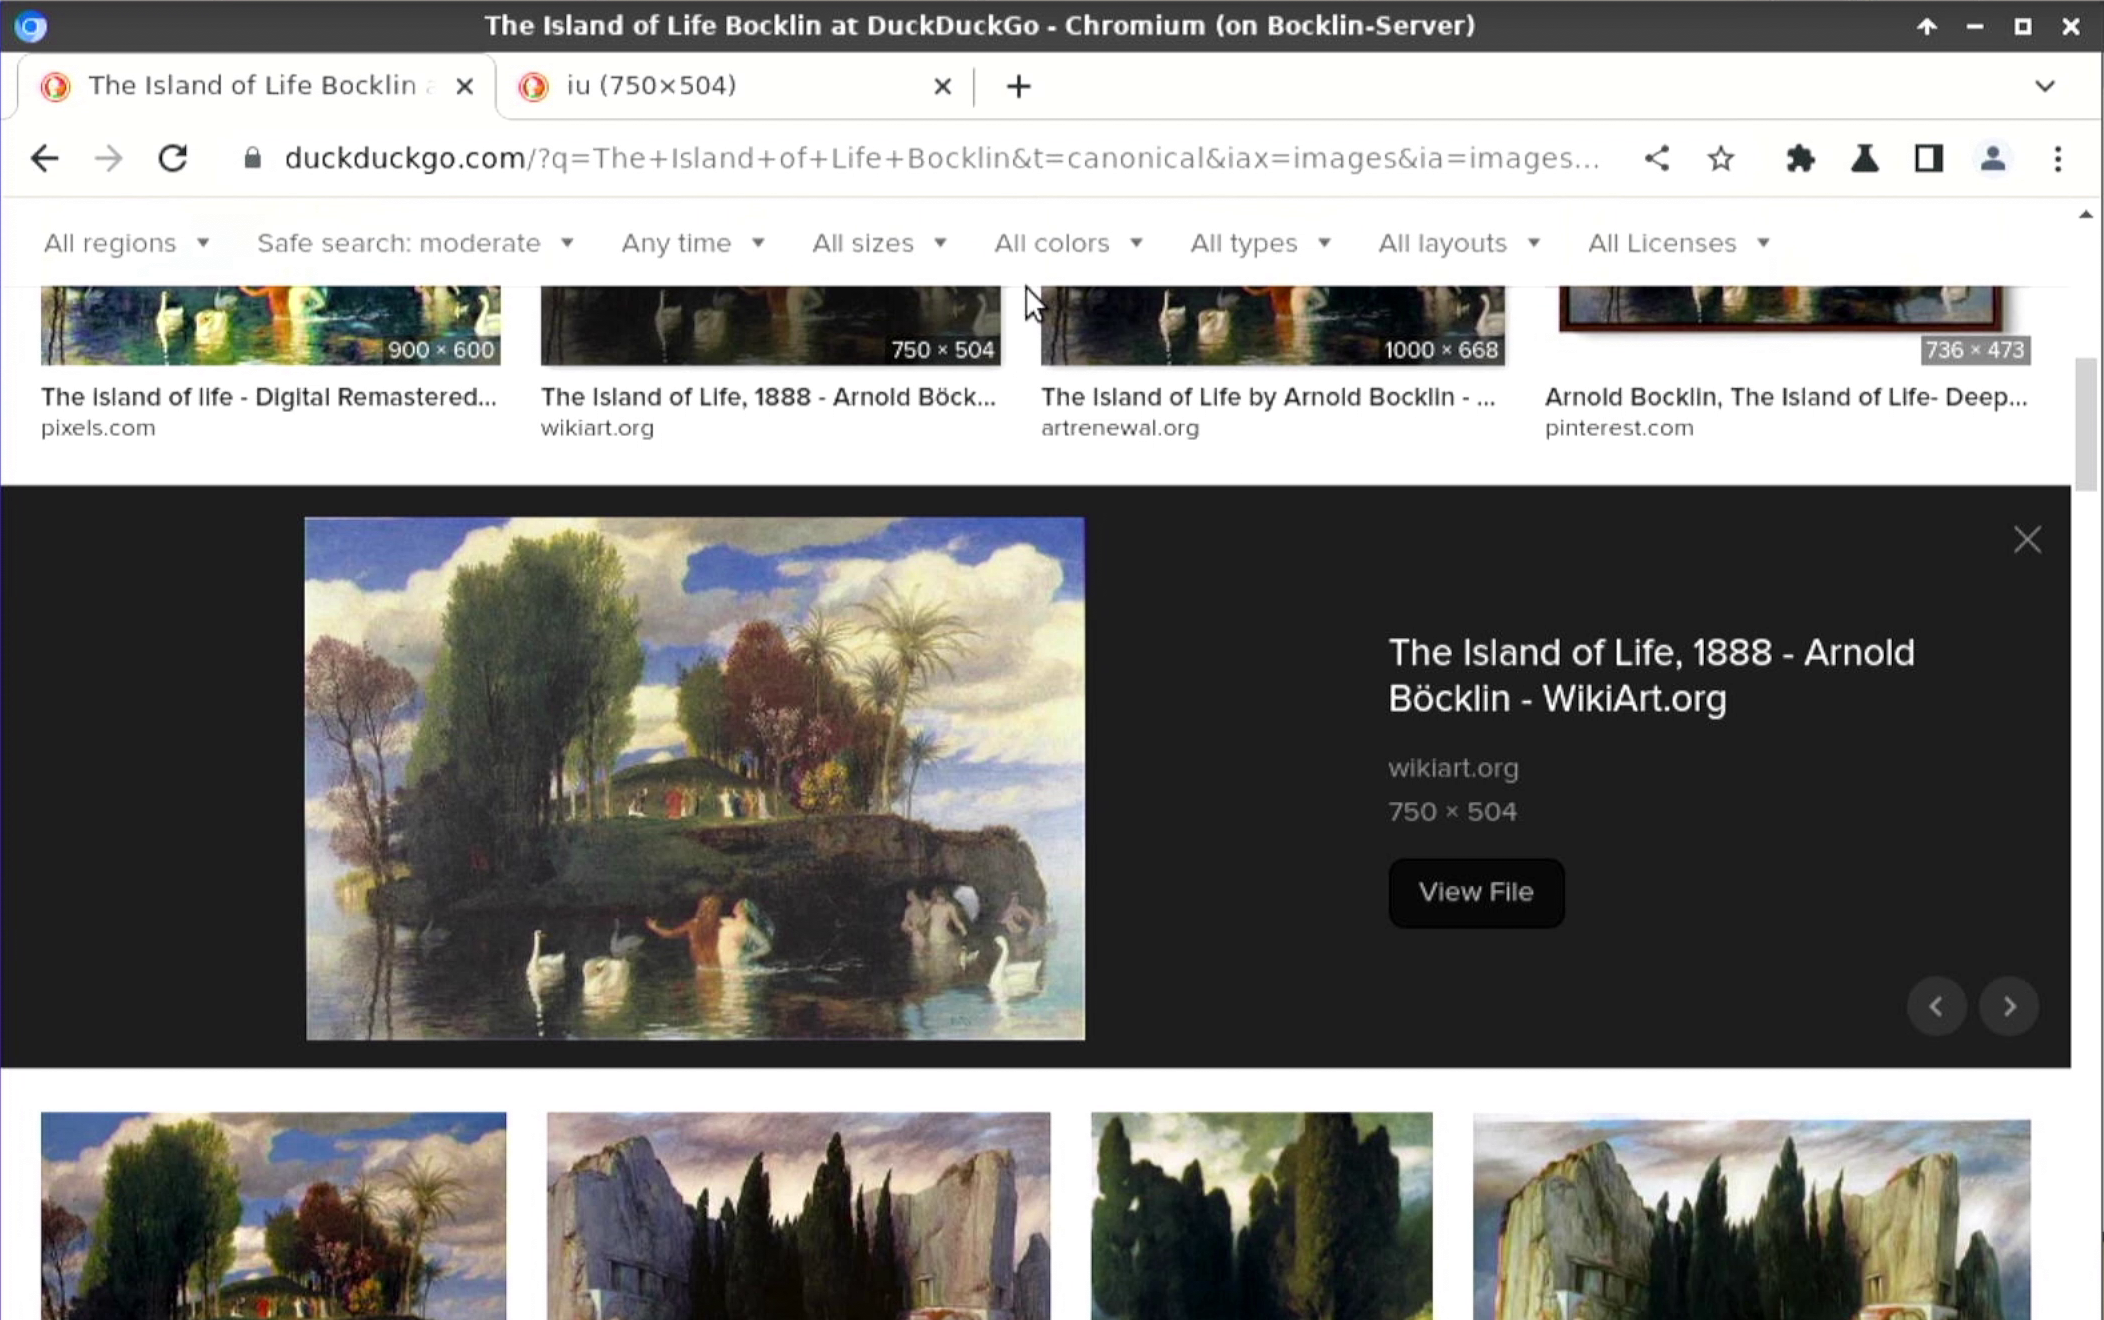 The Island of Life Bocklin at DuckDuckGo - Chromium (on Bocklin-Server)
The Island of Life Bocklin a
iu (750×504)
duckduckgo.com/?q=The+Island+of+Life+Bocklin&t=canonical&iax=images&ia=images...
All regions
Safe search: moderate
Any time
All sizes
All colors
All types
All layouts
All Licenses
900 × 600
750 × 504
1000 × 668
736 × 473
The island of life - Digital Remastered...
The Island of Life, 1888 - Arnold Böck...
The Island of Life by Arnold Bocklin - ...
Arnold Bocklin, The Island of Life- Deep...
pixels.com
wikiart.org
artrenewal.org
pinterest.com
The Island of Life, 1888 - Arnold
Böcklin - WikiArt.org
wikiart.org
750 × 504
View File